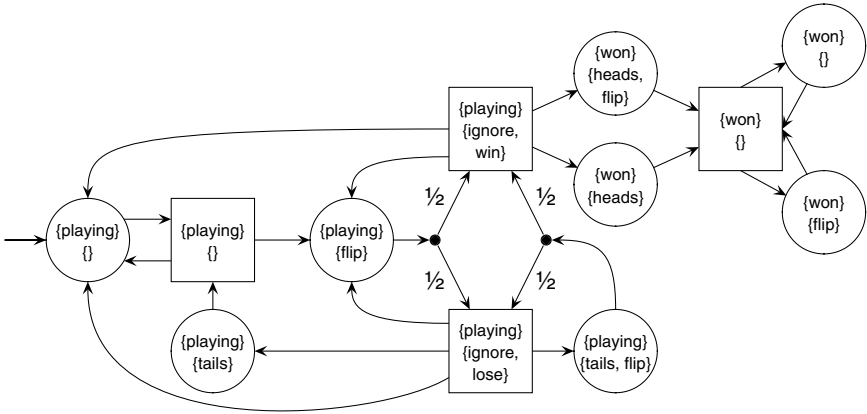 {won}
{}
{won}
{heads,
flip}
{playing}
{ignore,
win}
{won}
{}
{won}
{heads}
½
½
{won}
{flip}
{playing}
{}
{playing}
{}
{playing}
{flip}
½
½
{playing}
{tails}
{playing}
{ignore,
lose}
{playing}
{tails, flip}